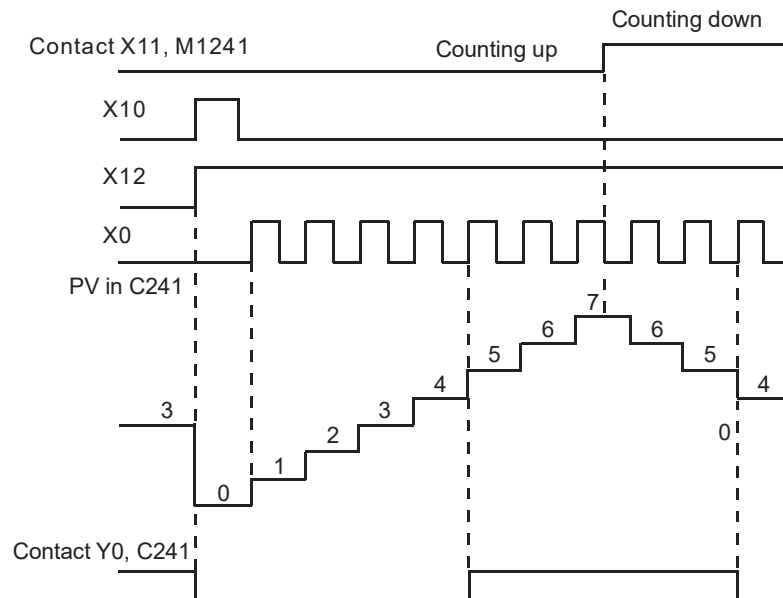 Counting down
Contact X11, M1241
Counting up
X10
X12
X0
PV in C241
7
6
6
5
5
4
4
3
3
0
2
1
0
Contact Y0, C241